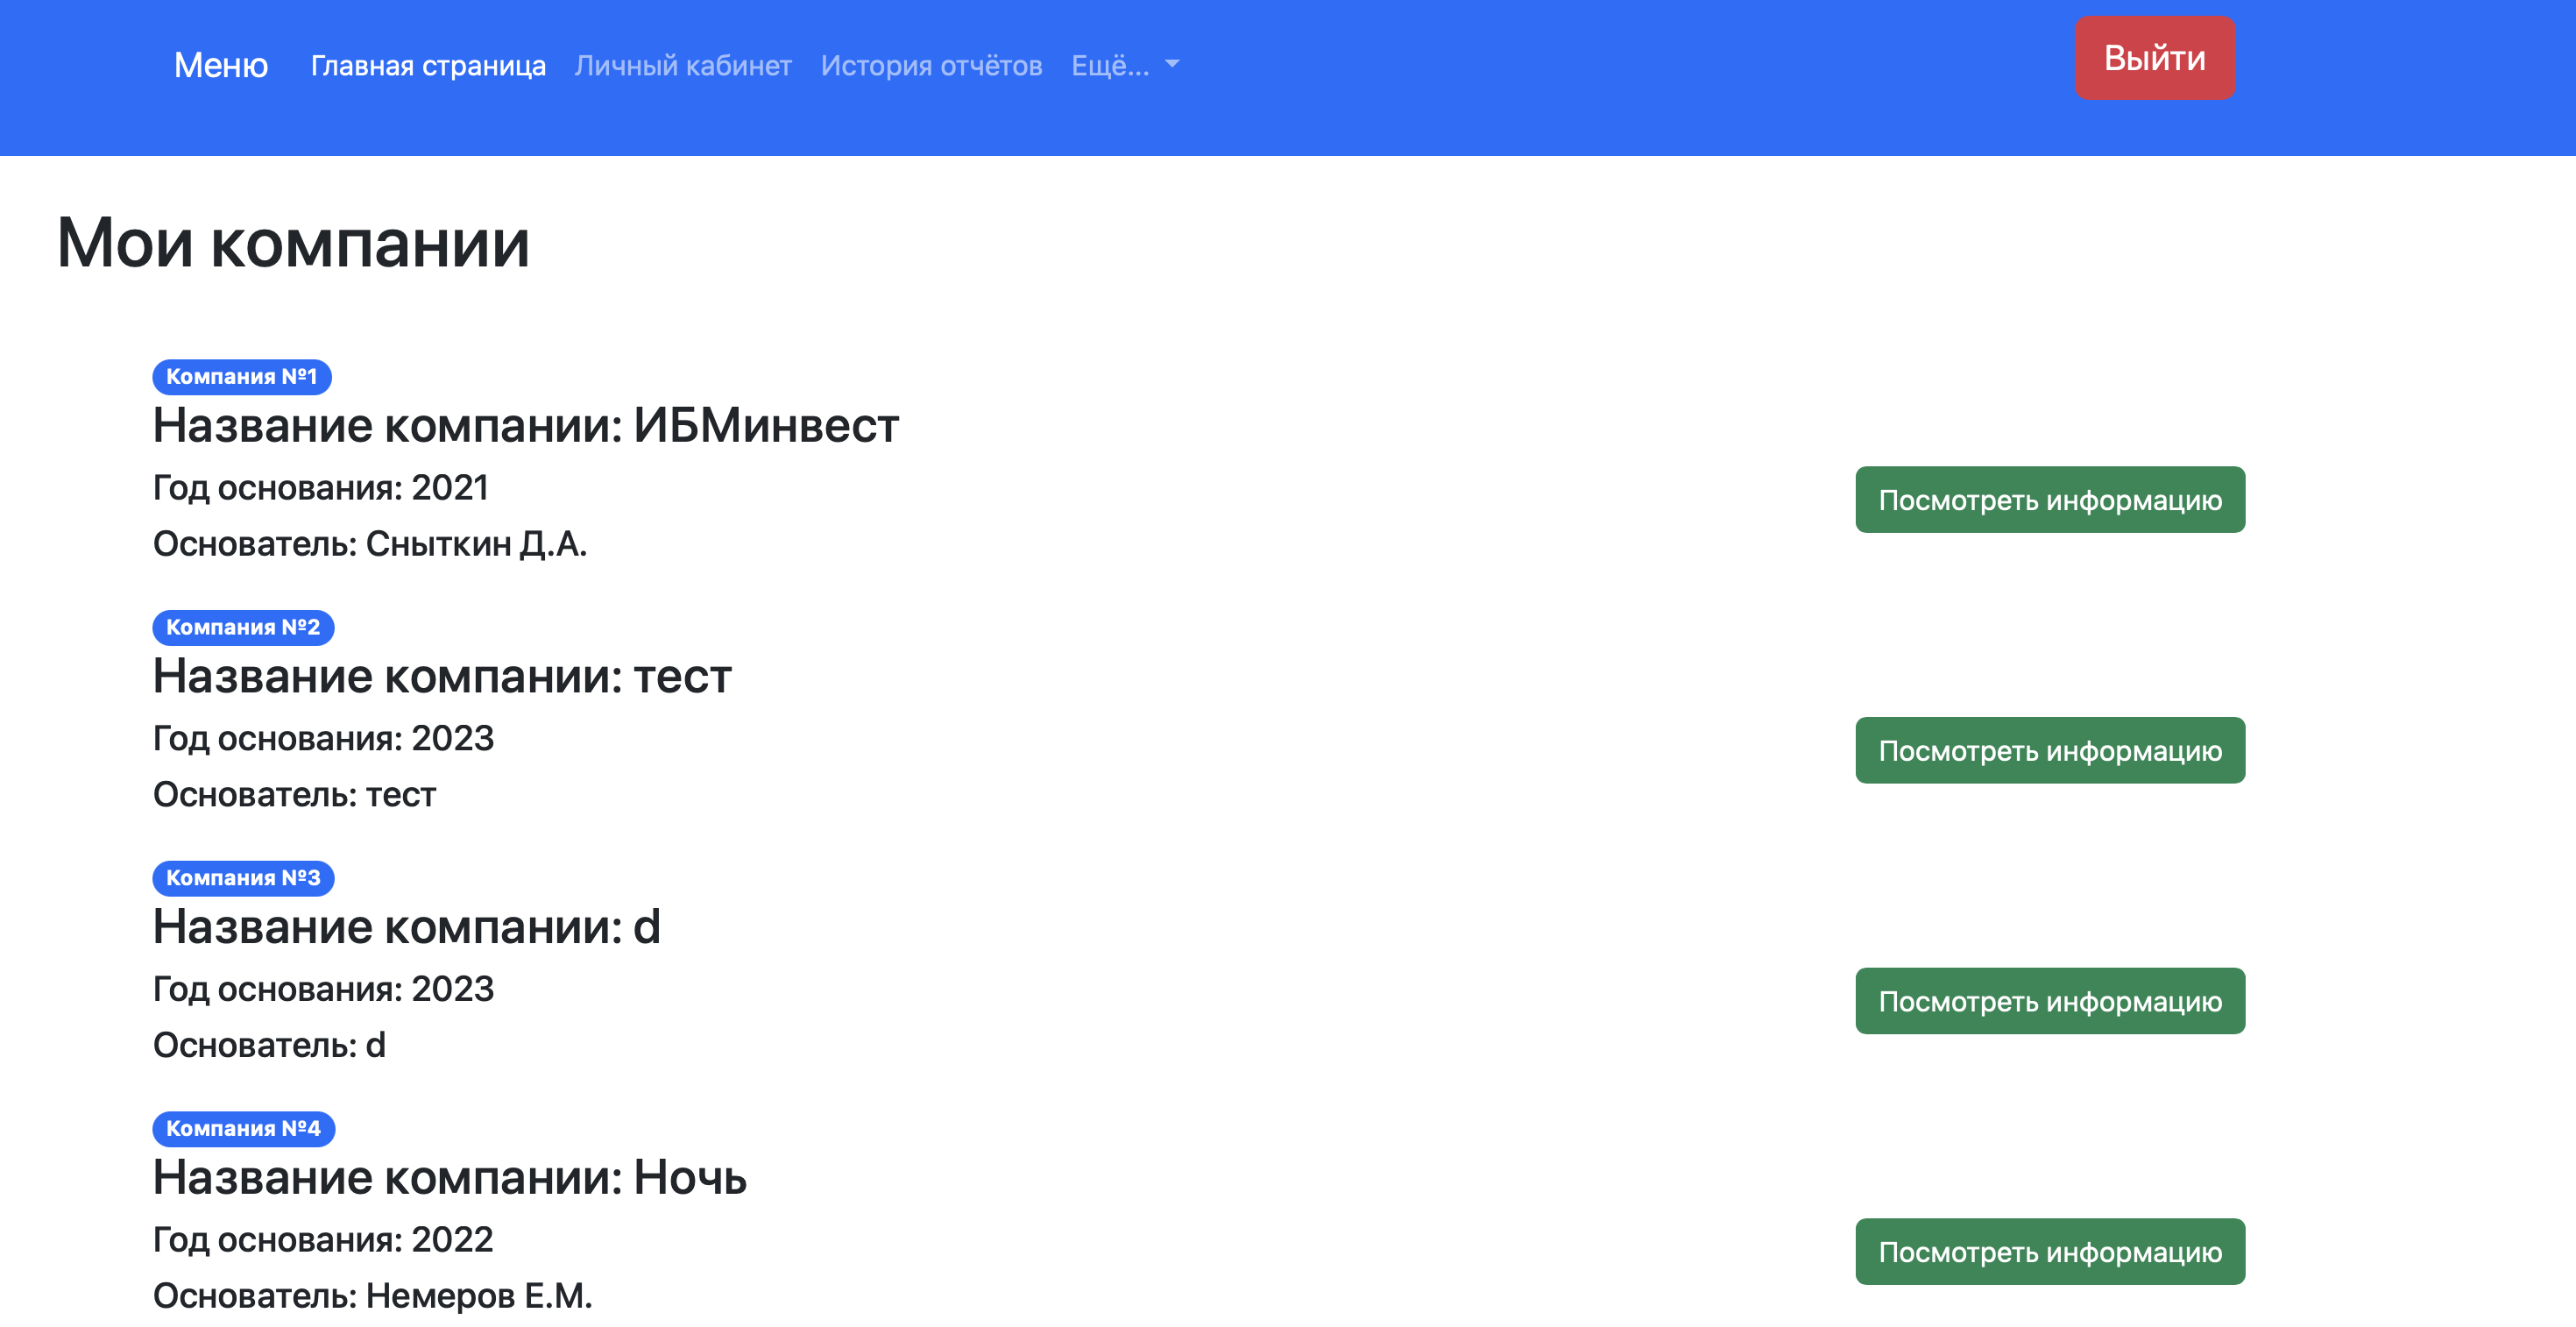 Меню Главная страница Личный кабинет История отчётов Ещё... Выйти
Мои компании
Компания №1
Название компании: ИБМинвест
Год основания: 2021
Посмотреть информацию
Основатель: Сныткин Д.А.
Компания №2
Название компании: тест
Год основания: 2023
Посмотреть информацию
Основатель: тест
Компания №3
Название компании: d
Год основания: 2023
Посмотреть информацию
Основатель: d
Компания №4
Название компании: Ночь
Год основания: 2022
Посмотреть информацию
Основатель: Немеров Е.М.